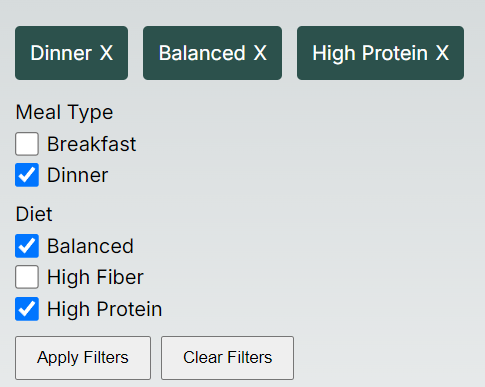 Dinner X Balanced X High Protein X
Meal Type
Breakfast
Dinner
Diet
Balanced
High Fiber
High Protein
Apply Filters Clear Filters